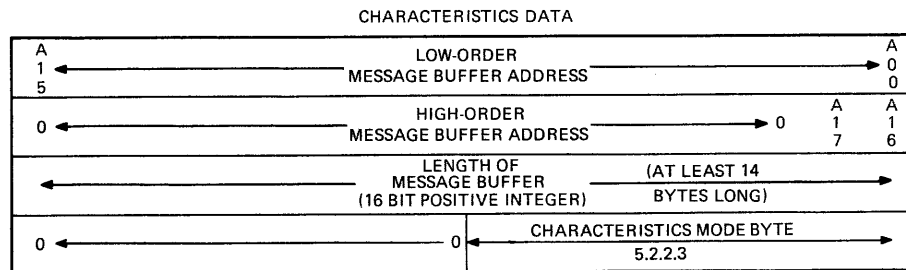 CHARACTERISTICS DATA
A
1
5
LOW-ORDER
MESSAGE BUFFER ADDRESS
A
0
0
0
HIGH-ORDER
MESSAGE BUFFER ADDRESS
0
A
1
7
A
1
6
LENGTH OF
MESSAGE BUFFER
(16 BIT POSITIVE INTEGER)
(AT LEAST 14
BYTES LONG)
0
0
CHARACTERISTICS MODE BYTE
5.2.2.3